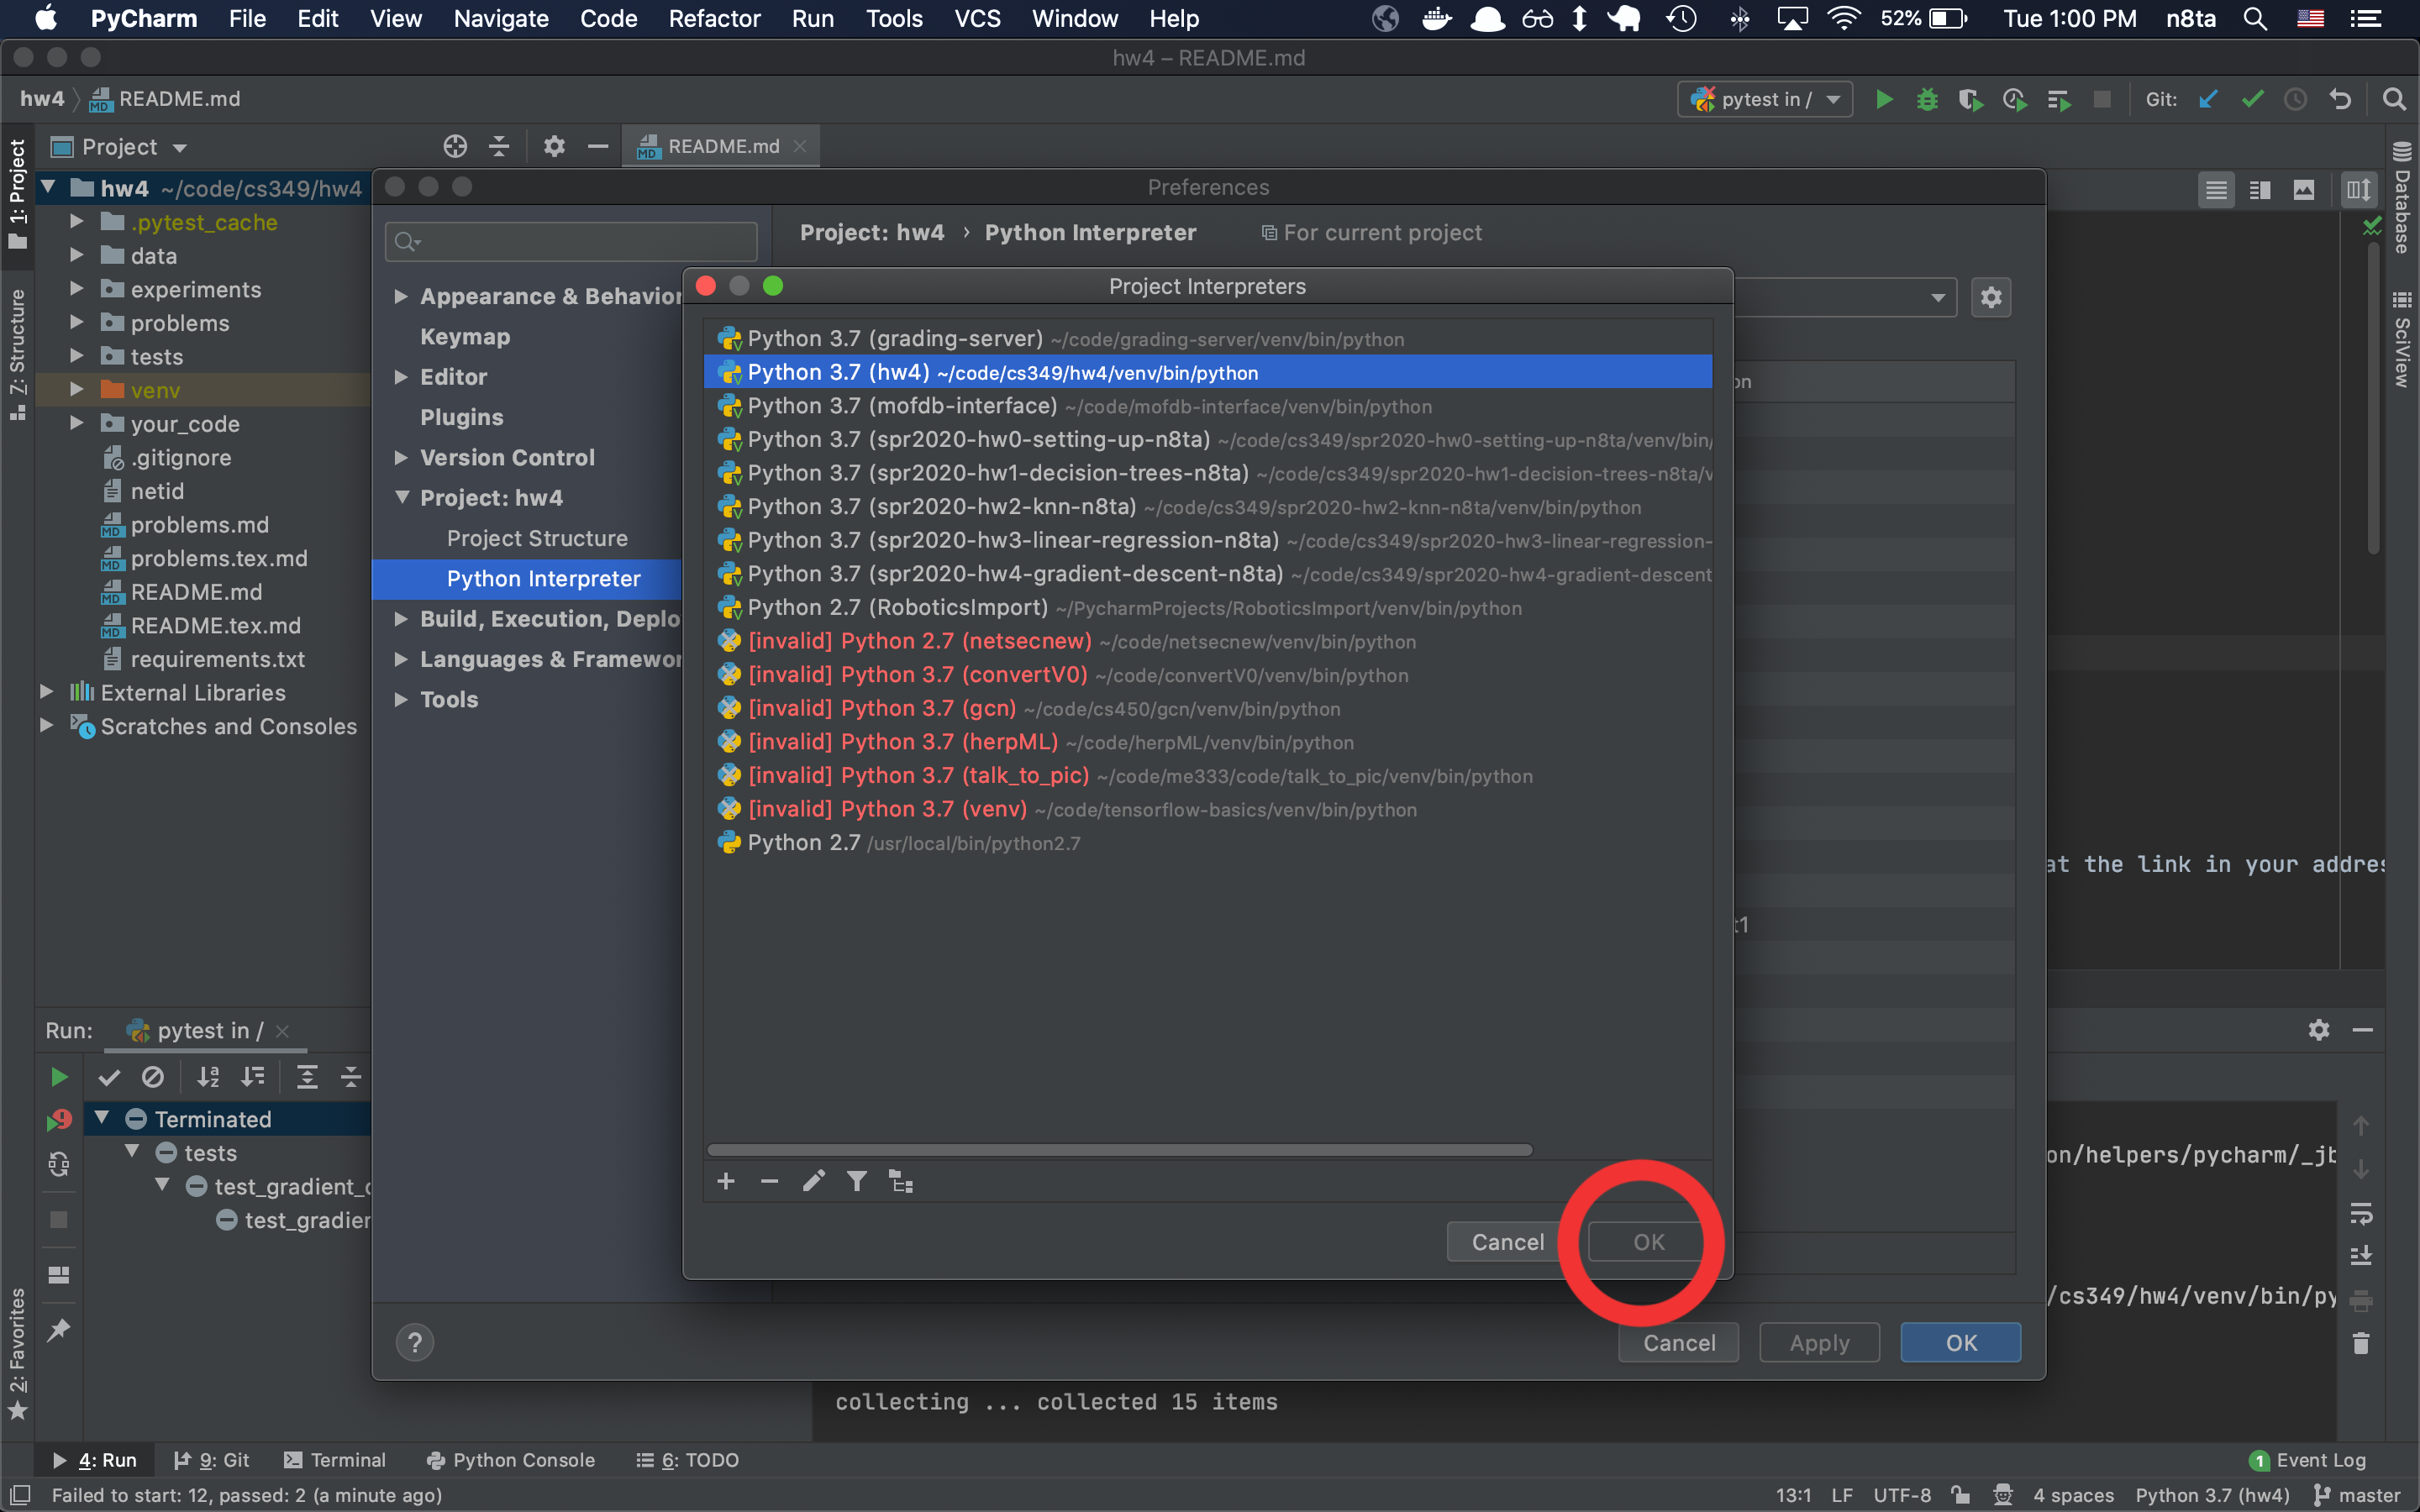 PyCharm File Edit View Navigate Code Refactor Run Tools VCS Window Help 52% Tue 1:00 PM n8ta
hw4 – README.md
hw4 README.md pytest in / Git:
Project README.md
1: Project
Z: Structure
2: Favorites
Database
SciView
hw4 ~/code/cs349/hw4
.pytest_cache
data
experiments
problems
tests
venv
your_code
.gitignore
netid
problems.md
problems.tex.md
README.md
README.tex.md
requirements.txt
External Libraries
Scratches and Consoles
Preferences
Project: hw4 › Python Interpreter For current project
Appearance & Behavior
Keymap
Editor
Plugins
Version Control
Project: hw4
Project Structure
Python Interpreter
Build, Execution, Deplo
Languages & Framewor
Tools
Project Interpreters
Python 3.7 (grading-server) ~/code/grading-server/venv/bin/python
Python 3.7 (hw4) ~/code/cs349/hw4/venv/bin/python
Python 3.7 (mofdb-interface) ~/code/mofdb-interface/venv/bin/python
Python 3.7 (spr2020-hw0-setting-up-n8ta) ~/code/cs349/spr2020-hw0-setting-up-n8ta/venv/bin/
Python 3.7 (spr2020-hw1-decision-trees-n8ta) ~/code/cs349/spr2020-hw1-decision-trees-n8ta/v
Python 3.7 (spr2020-hw2-knn-n8ta) ~/code/cs349/spr2020-hw2-knn-n8ta/venv/bin/python
Python 3.7 (spr2020-hw3-linear-regression-n8ta) ~/code/cs349/spr2020-hw3-linear-regression-
Python 3.7 (spr2020-hw4-gradient-descent-n8ta) ~/code/cs349/spr2020-hw4-gradient-descent
Python 2.7 (RoboticsImport) ~/PycharmProjects/RoboticsImport/venv/bin/python
[invalid] Python 2.7 (netsecnew) ~/code/netsecnew/venv/bin/python
[invalid] Python 3.7 (convertV0) ~/code/convertV0/venv/bin/python
[invalid] Python 3.7 (gcn) ~/code/cs450/gcn/venv/bin/python
[invalid] Python 3.7 (herpML) ~/code/herpML/venv/bin/python
[invalid] Python 3.7 (talk_to_pic) ~/code/me333/code/talk_to_pic/venv/bin/python
[invalid] Python 3.7 (venv) ~/code/tensorflow-basics/venv/bin/python
Python 2.7 /usr/local/bin/python2.7
Cancel OK
on
t1
at the link in your addres
Cancel Apply OK
Run: pytest in /
Terminated
tests
test_gradient_d
test_gradien
on/helpers/pycharm/_jb
/cs349/hw4/venv/bin/py
collecting ... collected 15 items
4: Run 9: Git Terminal Python Console 6: TODO 1 Event Log
Failed to start: 12, passed: 2 (a minute ago) 13:1 LF UTF-8 4 spaces Python 3.7 (hw4) master